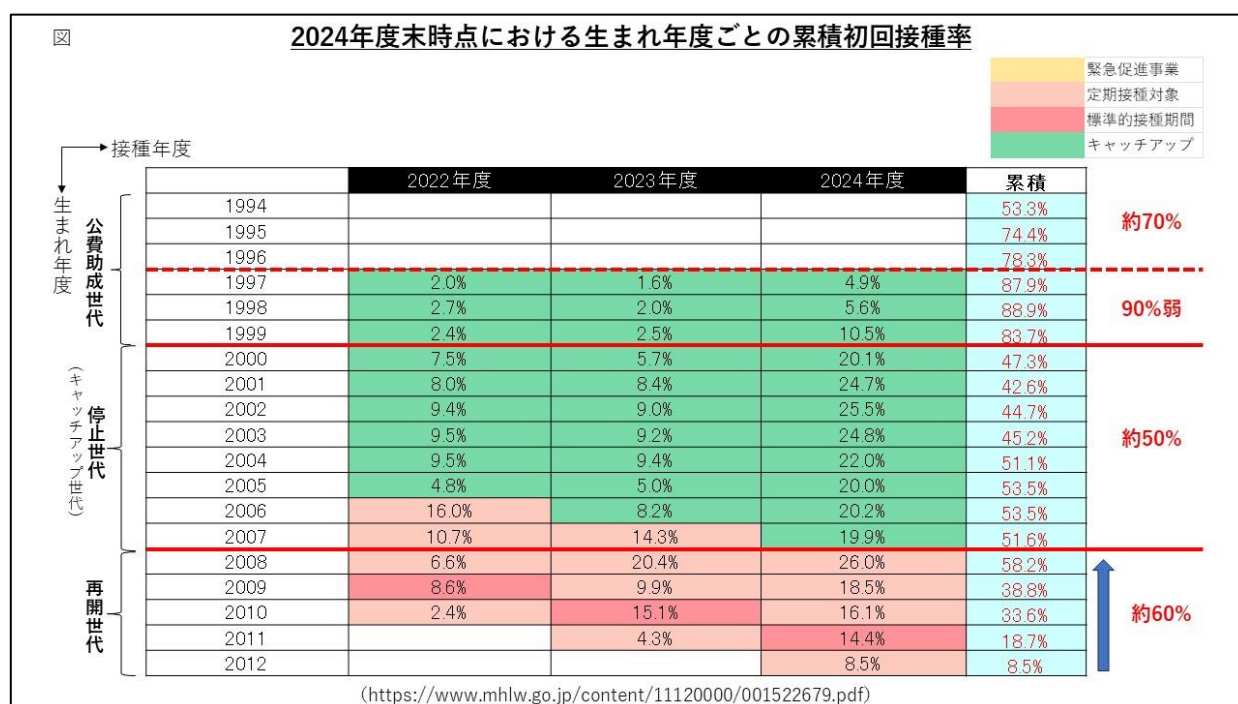 図
2024年度末時点における生まれ年度ごとの累積初回接種率
緊急促進事業
定期接種対象
標準的接種期間
キャッチアップ
接種年度
生まれ年度
2022年度 2023年度 2024年度 累積
公費助成世代
1994 53.3%
1995 74.4%
1996 78.3%
約70%
1997 2.0% 1.6% 4.9% 87.9%
1998 2.7% 2.0% 5.6% 88.9%
1999 2.4% 2.5% 10.5% 83.7%
90%弱
停止世代
(キャッチアップ世代)
2000 7.5% 5.7% 20.1% 47.3%
2001 8.0% 8.4% 24.7% 42.6%
2002 9.4% 9.0% 25.5% 44.7%
2003 9.5% 9.2% 24.8% 45.2%
2004 9.5% 9.4% 22.0% 51.1%
2005 4.8% 5.0% 20.0% 53.5%
2006 16.0% 8.2% 20.2% 53.5%
2007 10.7% 14.3% 19.9% 51.6%
約50%
再開世代
2008 6.6% 20.4% 26.0% 58.2%
2009 8.6% 9.9% 18.5% 38.8%
2010 2.4% 15.1% 16.1% 33.6%
2011 4.3% 14.4% 18.7%
2012 8.5% 8.5%
約60%
(https://www.mhlw.go.jp/content/11120000/001522679.pdf)